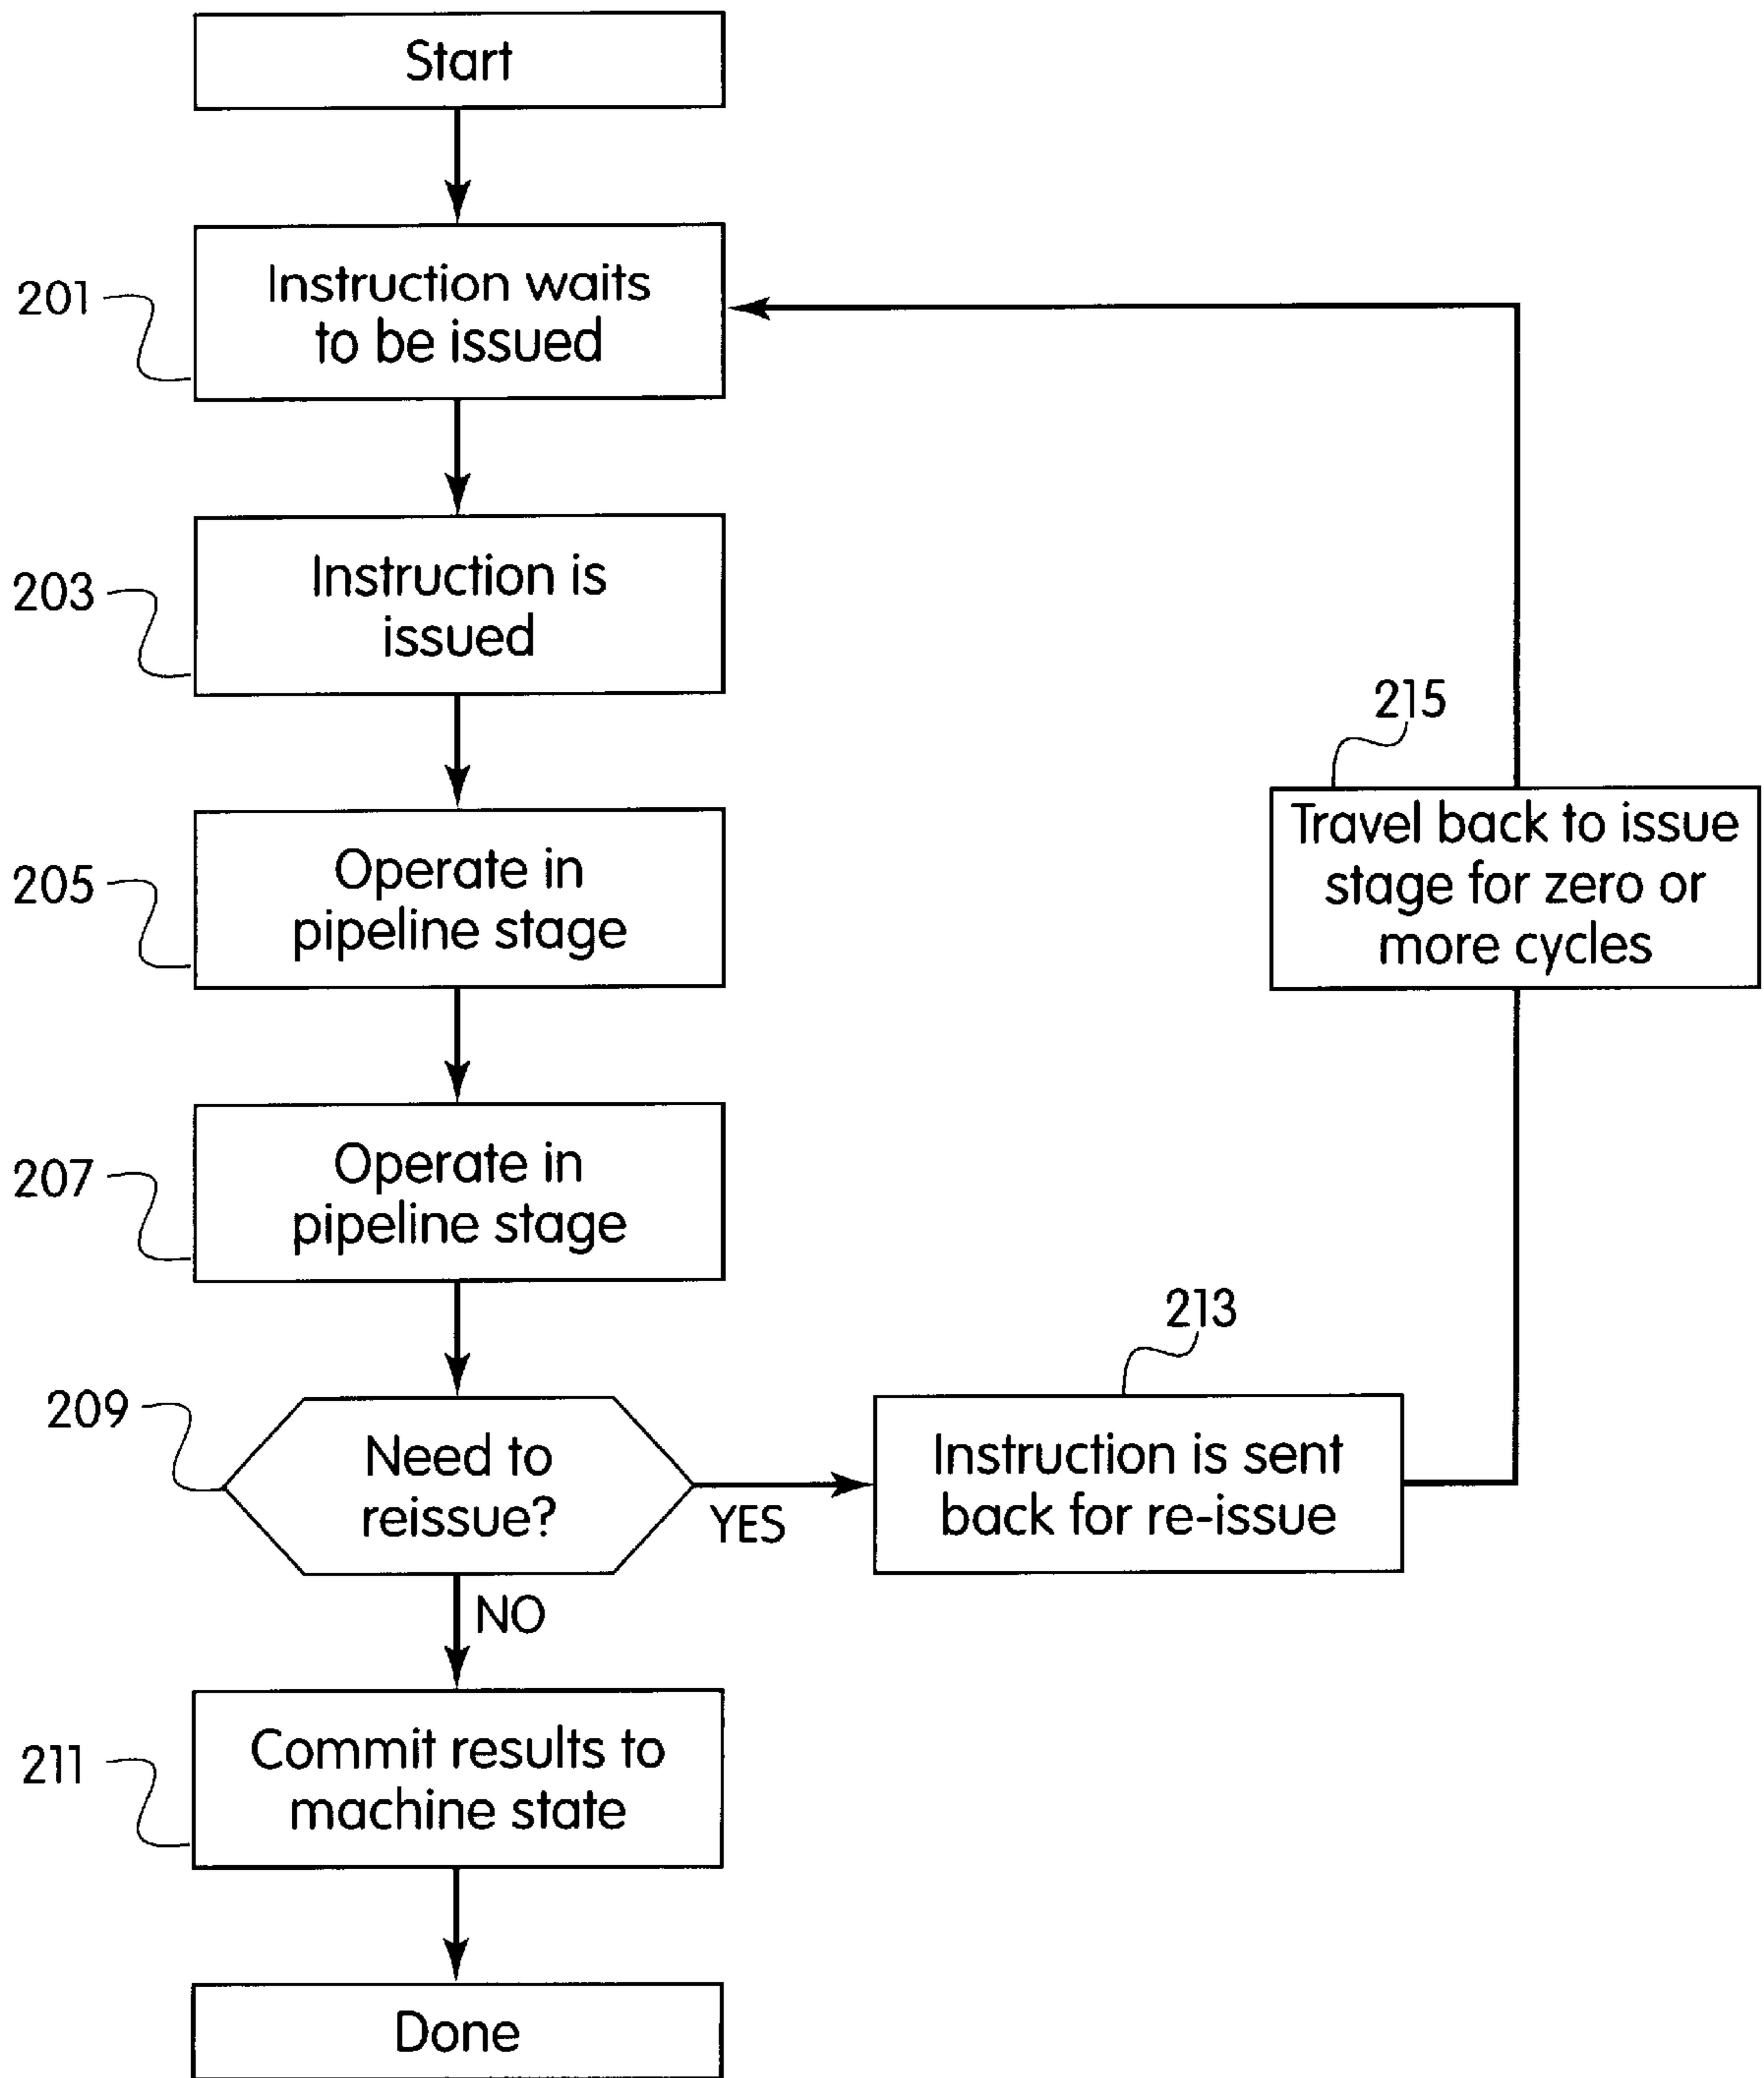 Start
201
Instruction waits
to be issued
203
Instruction is
issued
215
Travel back to issue
stage for zero or
more cycles
205
Operate in
pipeline stage
207
Operate in
pipeline stage
213
209
Need to
reissue?
YES
Instruction is sent
back for re-issue
NO
211
Commit results to
machine state
Done